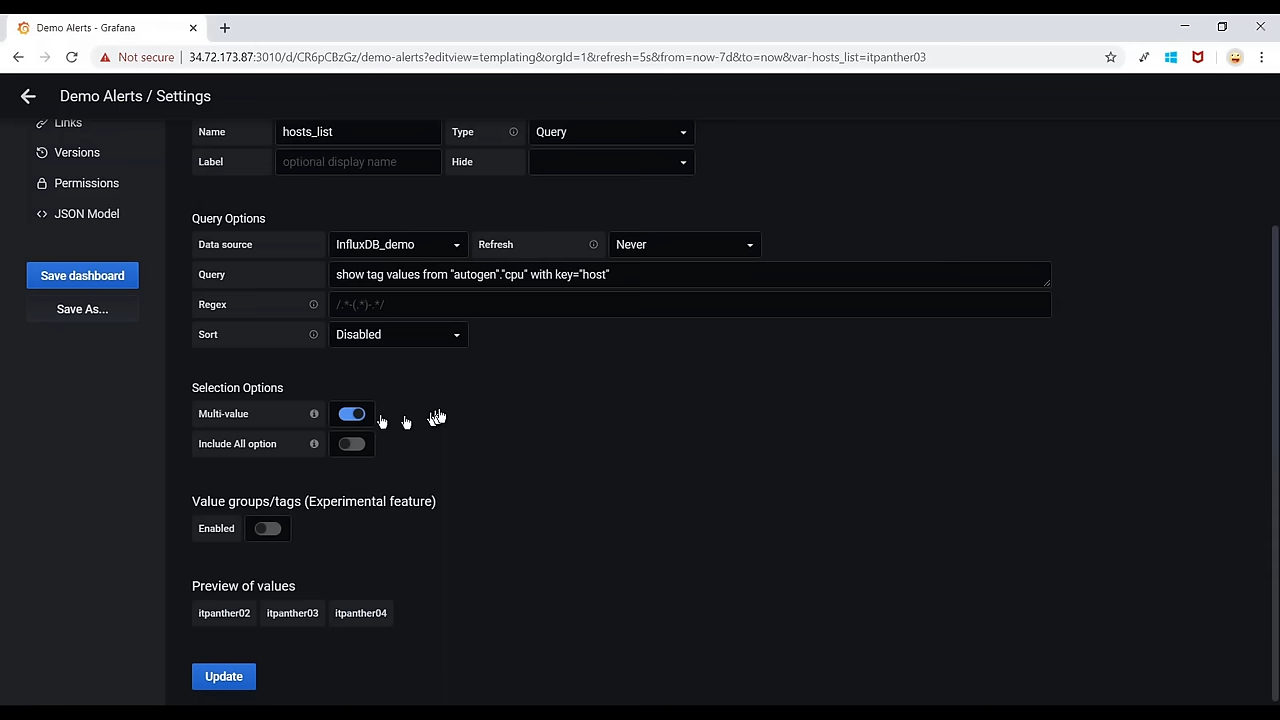 Demo Alerts - Grafana
Not secure 34.72.173.87:3010/d/CR6pCBzGz/demo-alerts?editview=templating&orgId=1&refresh=5s&from=now-7d&to=now&var-hosts_list=itpanther03
Demo Alerts / Settings
Links
Versions
Permissions
JSON Model
Save dashboard
Save As...
Name hosts_list Type Query
Label optional display name Hide
Query Options
Data source InfluxDB_demo Refresh Never
Query show tag values from "autogen"."cpu" with key="host"
Regex /.*-(.*)-.*/
Sort Disabled
Selection Options
Multi-value
Include All option
Value groups/tags (Experimental feature)
Enabled
Preview of values
itpanther02 itpanther03 itpanther04
Update